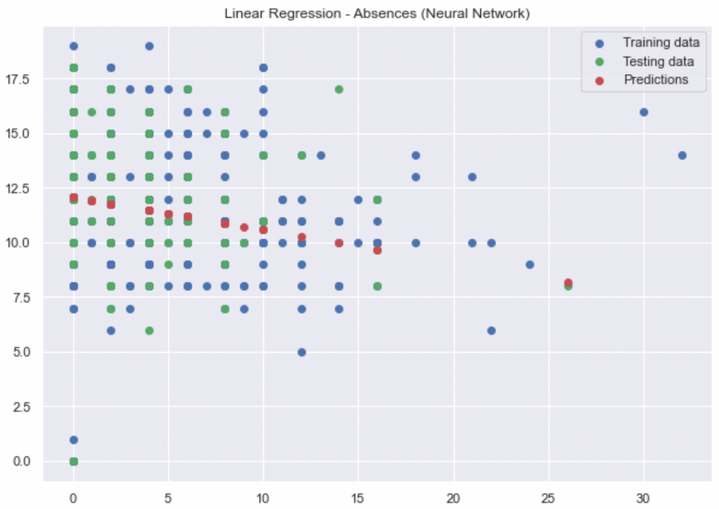 Linear Regression - Absences (Neural Network)
Training data
Testing data
Predictions
17.5
15.0
12.5
10.0
7.5
5.0
2.5
0.0
0 5 10 15 20 25 30